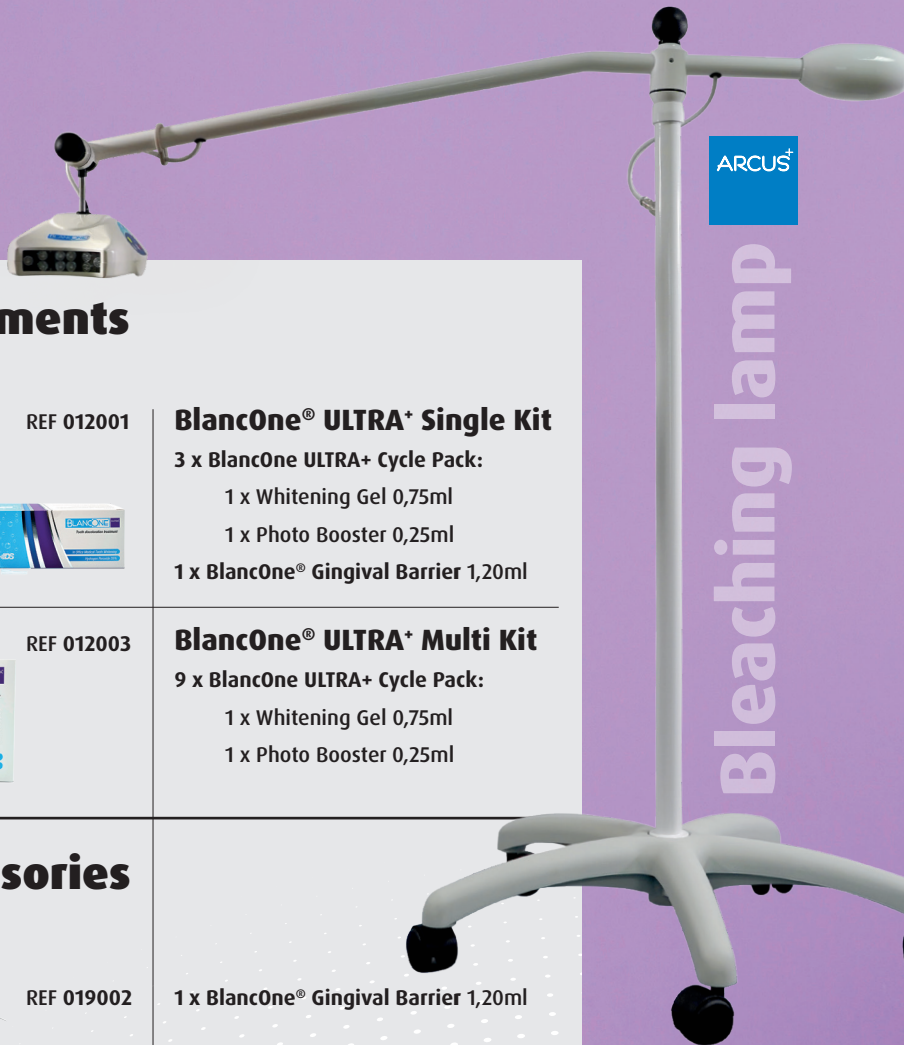 ARCUS+
Bleaching lamp
ments
REF 012001
BlancOne® ULTRA+ Single Kit
3 x BlancOne ULTRA+ Cycle Pack:
1 x Whitening Gel 0,75ml
1 x Photo Booster 0,25ml
1 x BlancOne® Gingival Barrier 1,20ml
BLANCONE
REF 012003
BlancOne® ULTRA+ Multi Kit
9 x BlancOne ULTRA+ Cycle Pack:
1 x Whitening Gel 0,75ml
1 x Photo Booster 0,25ml
sories
REF 019002
1 x BlancOne® Gingival Barrier 1,20ml